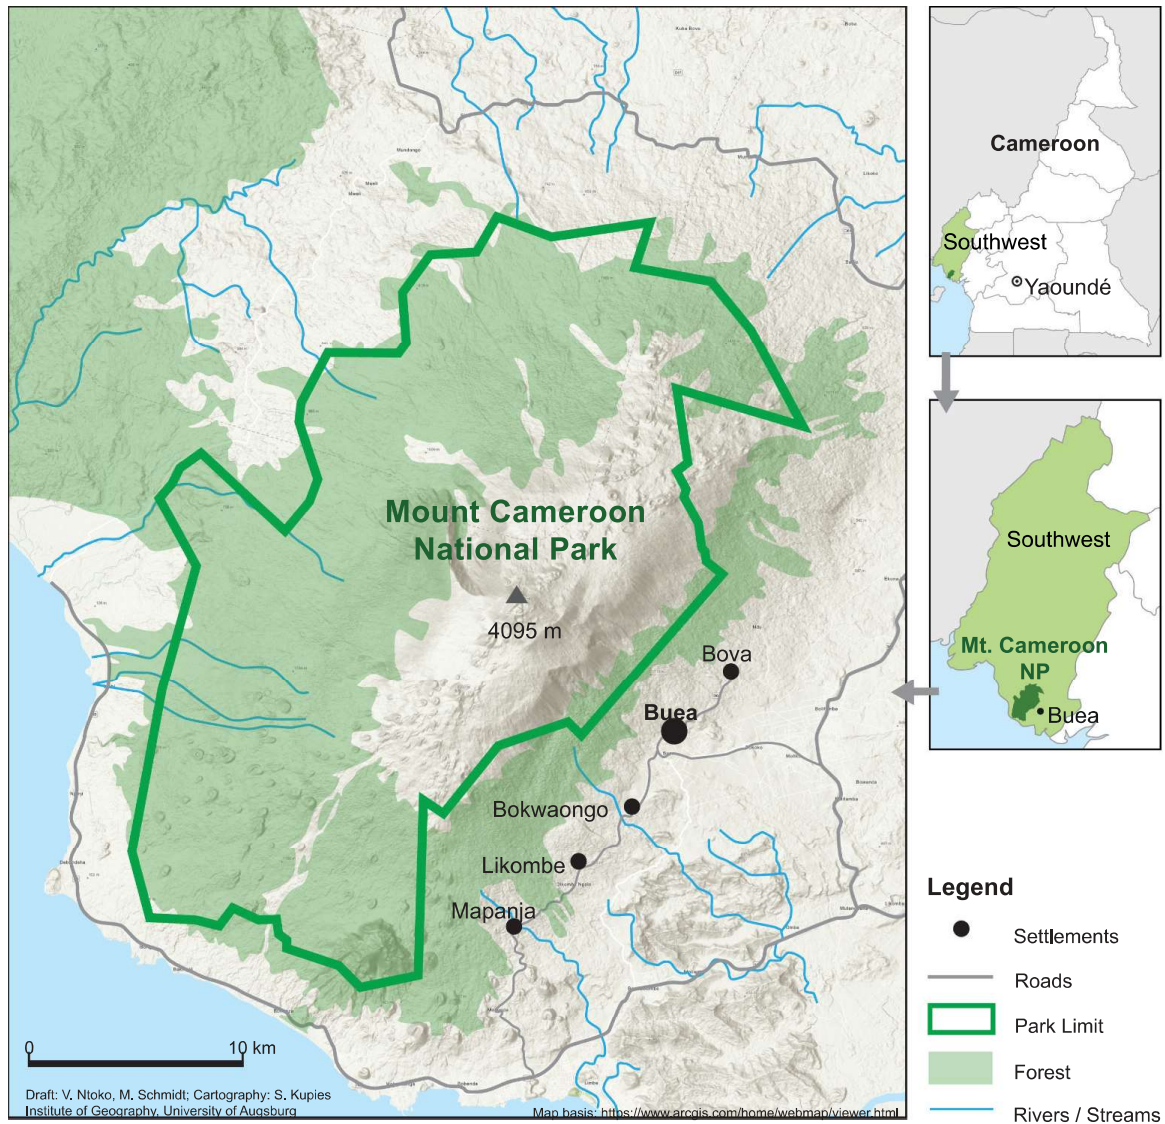 Cameroon
Southwest
Yaoundé
Mount Cameroon
National Park
4095 m
Bova
Buea
Bokwaongo
Likombe
Mapanja
Southwest
Mt. Cameroon
NP
Buea
Legend
Settlements
Roads
Park Limit
Forest
Rivers / Streams
0 10 km
Draft: V. Ntoko, M. Schmidt; Cartography: S. Kupies
Institute of Geography, University of Augsburg
Map basis: https://www.arcgis.com/home/webmap/viewer.html